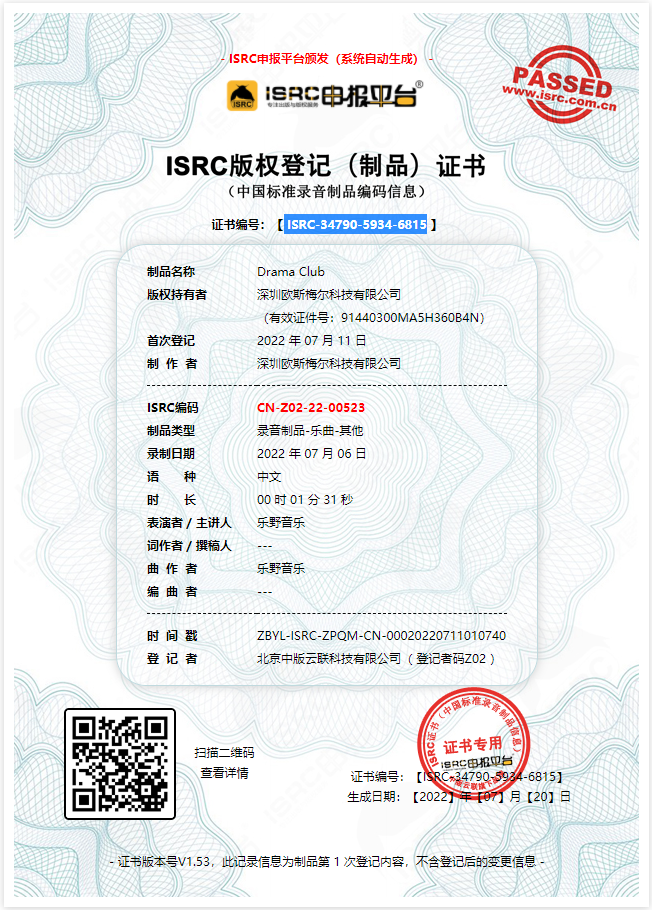 - ISRC申报平台颁发（系统自动生成） -
ISRC ISRC申报平台®
专注出版与版权服务
PASSED
www.isrc.com.cn
ISRC版权登记（制品）证书
（中国标准录音制品编码信息）
证书编号：【ISRC-34790-5934-6815】
制品名称 Drama Club
版权持有者 深圳欧斯梅尔科技有限公司
（有效证件号：91440300MA5H360B4N）
首次登记 2022 年 07 月 11 日
制 作 者 深圳欧斯梅尔科技有限公司
ISRC编码 CN-Z02-22-00523
制品类型 录音制品-乐曲-其他
录制日期 2022 年 07 月 06 日
语 种 中文
时 长 00 时 01 分 31 秒
表演者 / 主讲人 乐野音乐
词作者 / 撰稿人 ---
曲 作 者 乐野音乐
编 曲 者 ---
时 间 戳 ZBYL-ISRC-ZPQM-CN-00020220711010740
登 记 者 北京中版云联科技有限公司（ 登记者码Z02 ）
扫描二维码
查看详情
ISRC证书（中国标准录音制品信息）
证书专用
ISRC申报平台
证书编号：【ISRC-34790-5934-6815】
生成日期：【2022】年【07】月【20】日
- 证书版本号V1.53，此记录信息为制品第 1 次登记内容，不含登记后的变更信息 -